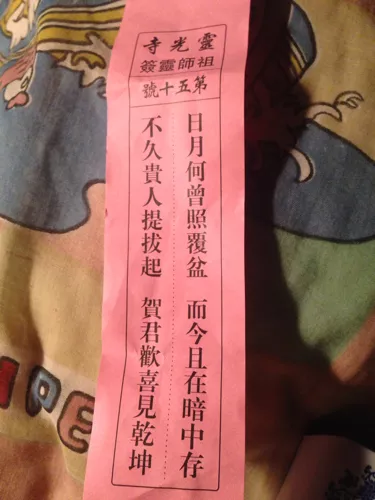 靈光寺
祖師靈簽
第五十號
日月何曾照覆盆 而今且在暗中存
不久貴人提拔起 賀君歡喜見乾坤